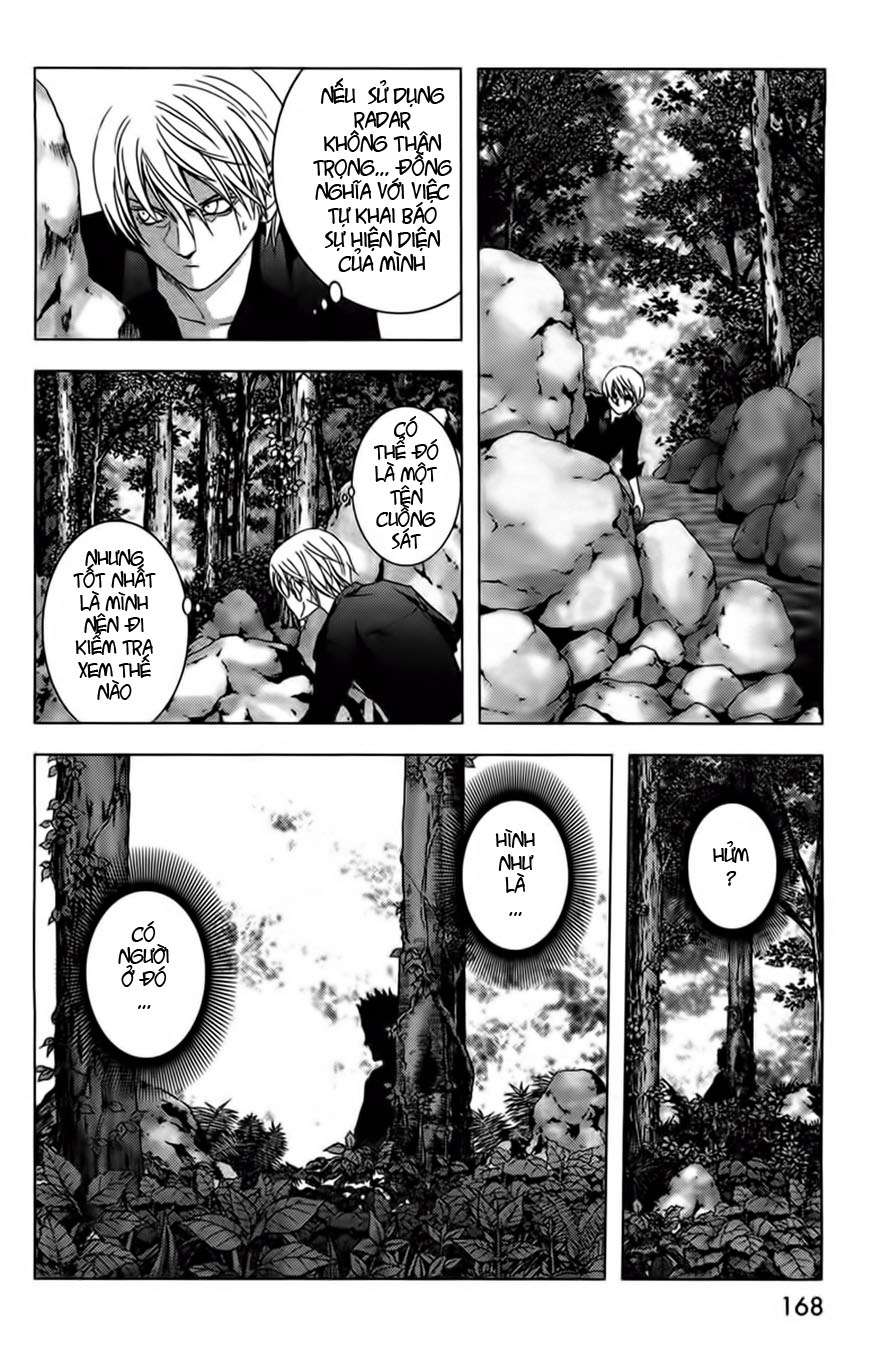 NẾU SỬ DỤNG
RADAR
KHÔNG THẬN
TRỌNG... ĐỒNG
NGHĨA VỚI VIỆC
TỰ KHAI BÁO
SỰ HIỆN DIỆN
CỦA MÌNH
CÓ
THỂ ĐÓ
LÀ MỘT
TÊN
CUỒNG
SÁT
NHƯNG
TỐT NHẤT
LÀ MÌNH
NÊN ĐI
KIỂM TRA
XEM THẾ
NÀO
HỬM
?
HÌNH
NHƯ
LÀ
...
CÓ
NGƯỜI
Ở ĐÓ
...
168